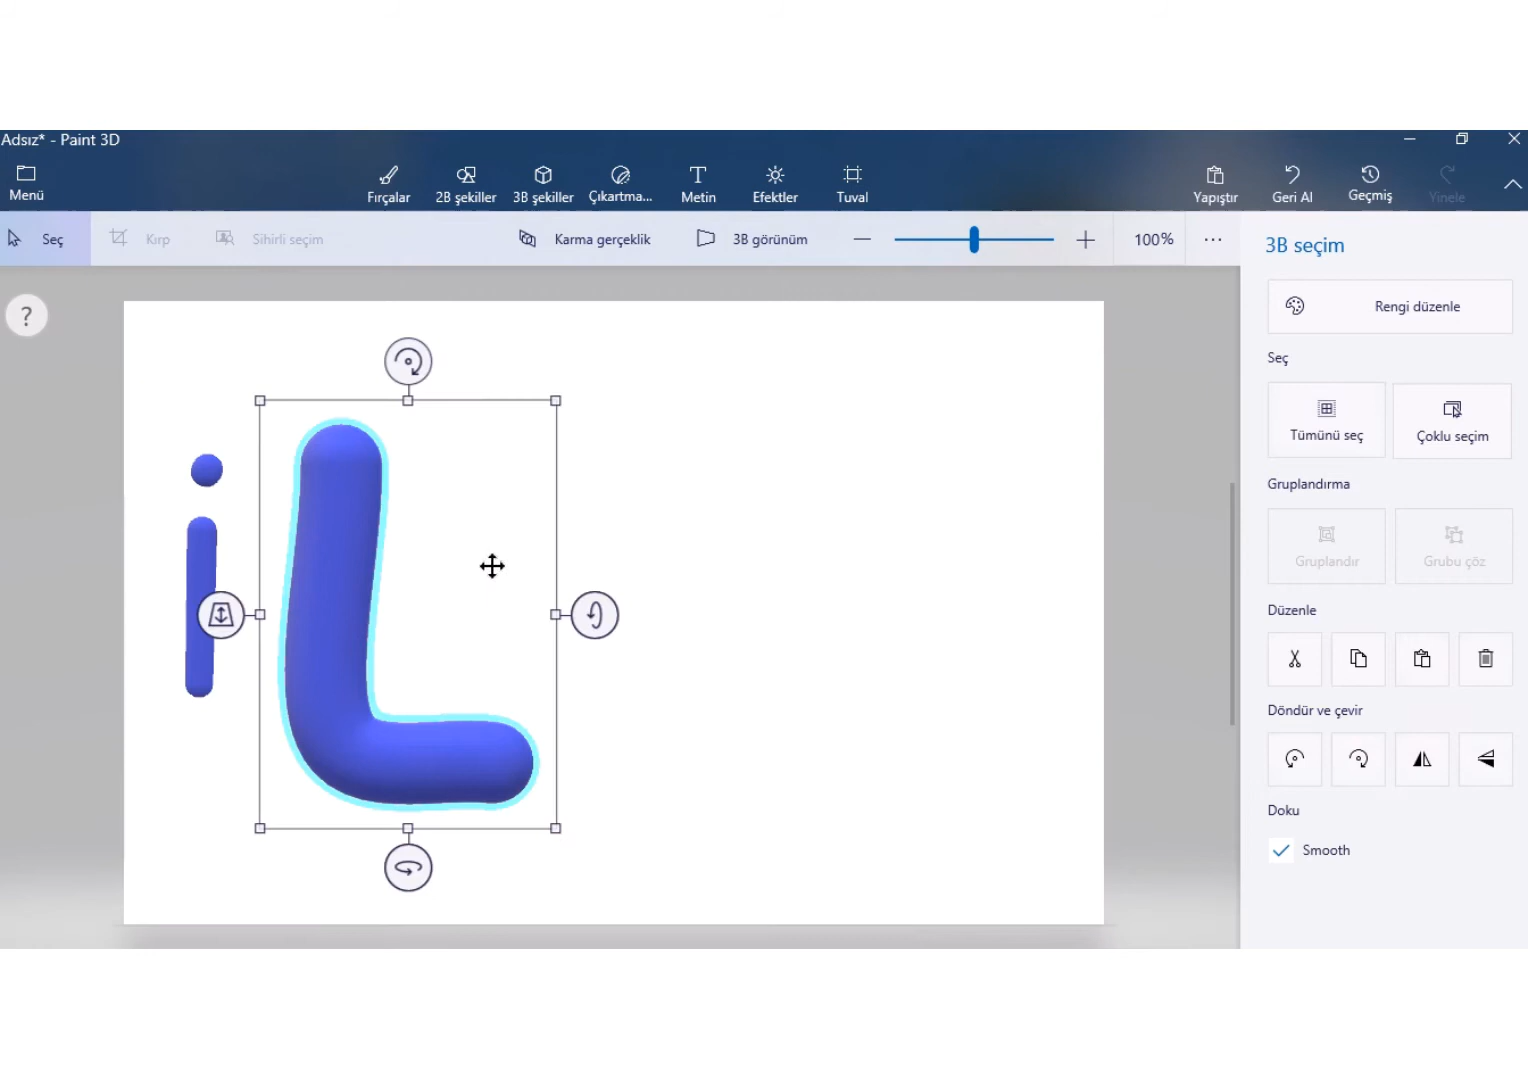 Adsız* - Paint 3D
Menü
Fırçalar
2B şekiller
3B şekiller
Çıkartma...
Metin
Efektler
Tuval
Yapıştır
Geri Al
Geçmiş
Yinele
Seç
Kırp
Sihirli seçim
Karma gerçeklik
3B görünüm
100%
...
3B seçim
?
Rengi düzenle
Seç
Tümünü seç
Çoklu seçim
Gruplandırma
Gruplandır
Grubu çöz
Düzenle
Döndür ve çevir
Doku
Smooth
iL